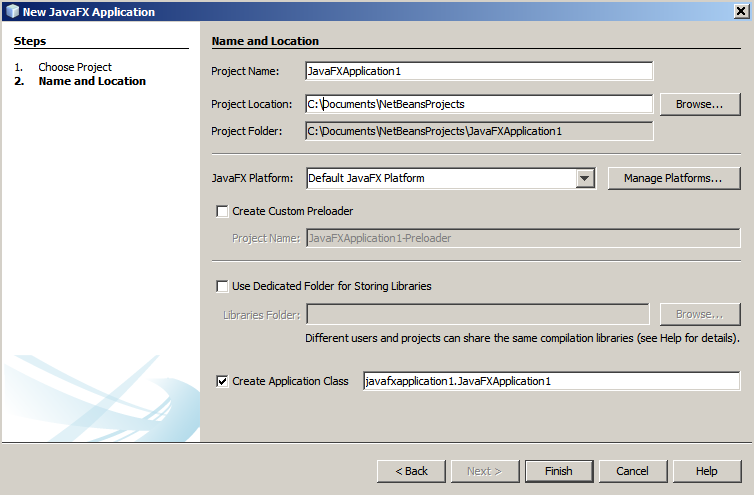 New JavaFX Application
Steps
1. Choose Project
2. Name and Location
Name and Location
Project Name: JavaFXApplication1
Project Location: C:\Documents\NetBeansProjects Browse...
Project Folder: C:\Documents\NetBeansProjects\JavaFXApplication1
JavaFX Platform: Default JavaFX Platform Manage Platforms...
Create Custom Preloader
Project Name: JavaFXApplication1-Preloader
Use Dedicated Folder for Storing Libraries
Libraries Folder: Browse...
Different users and projects can share the same compilation libraries (see Help for details).
Create Application Class javafxapplication1.JavaFXApplication1
< Back Next > Finish Cancel Help